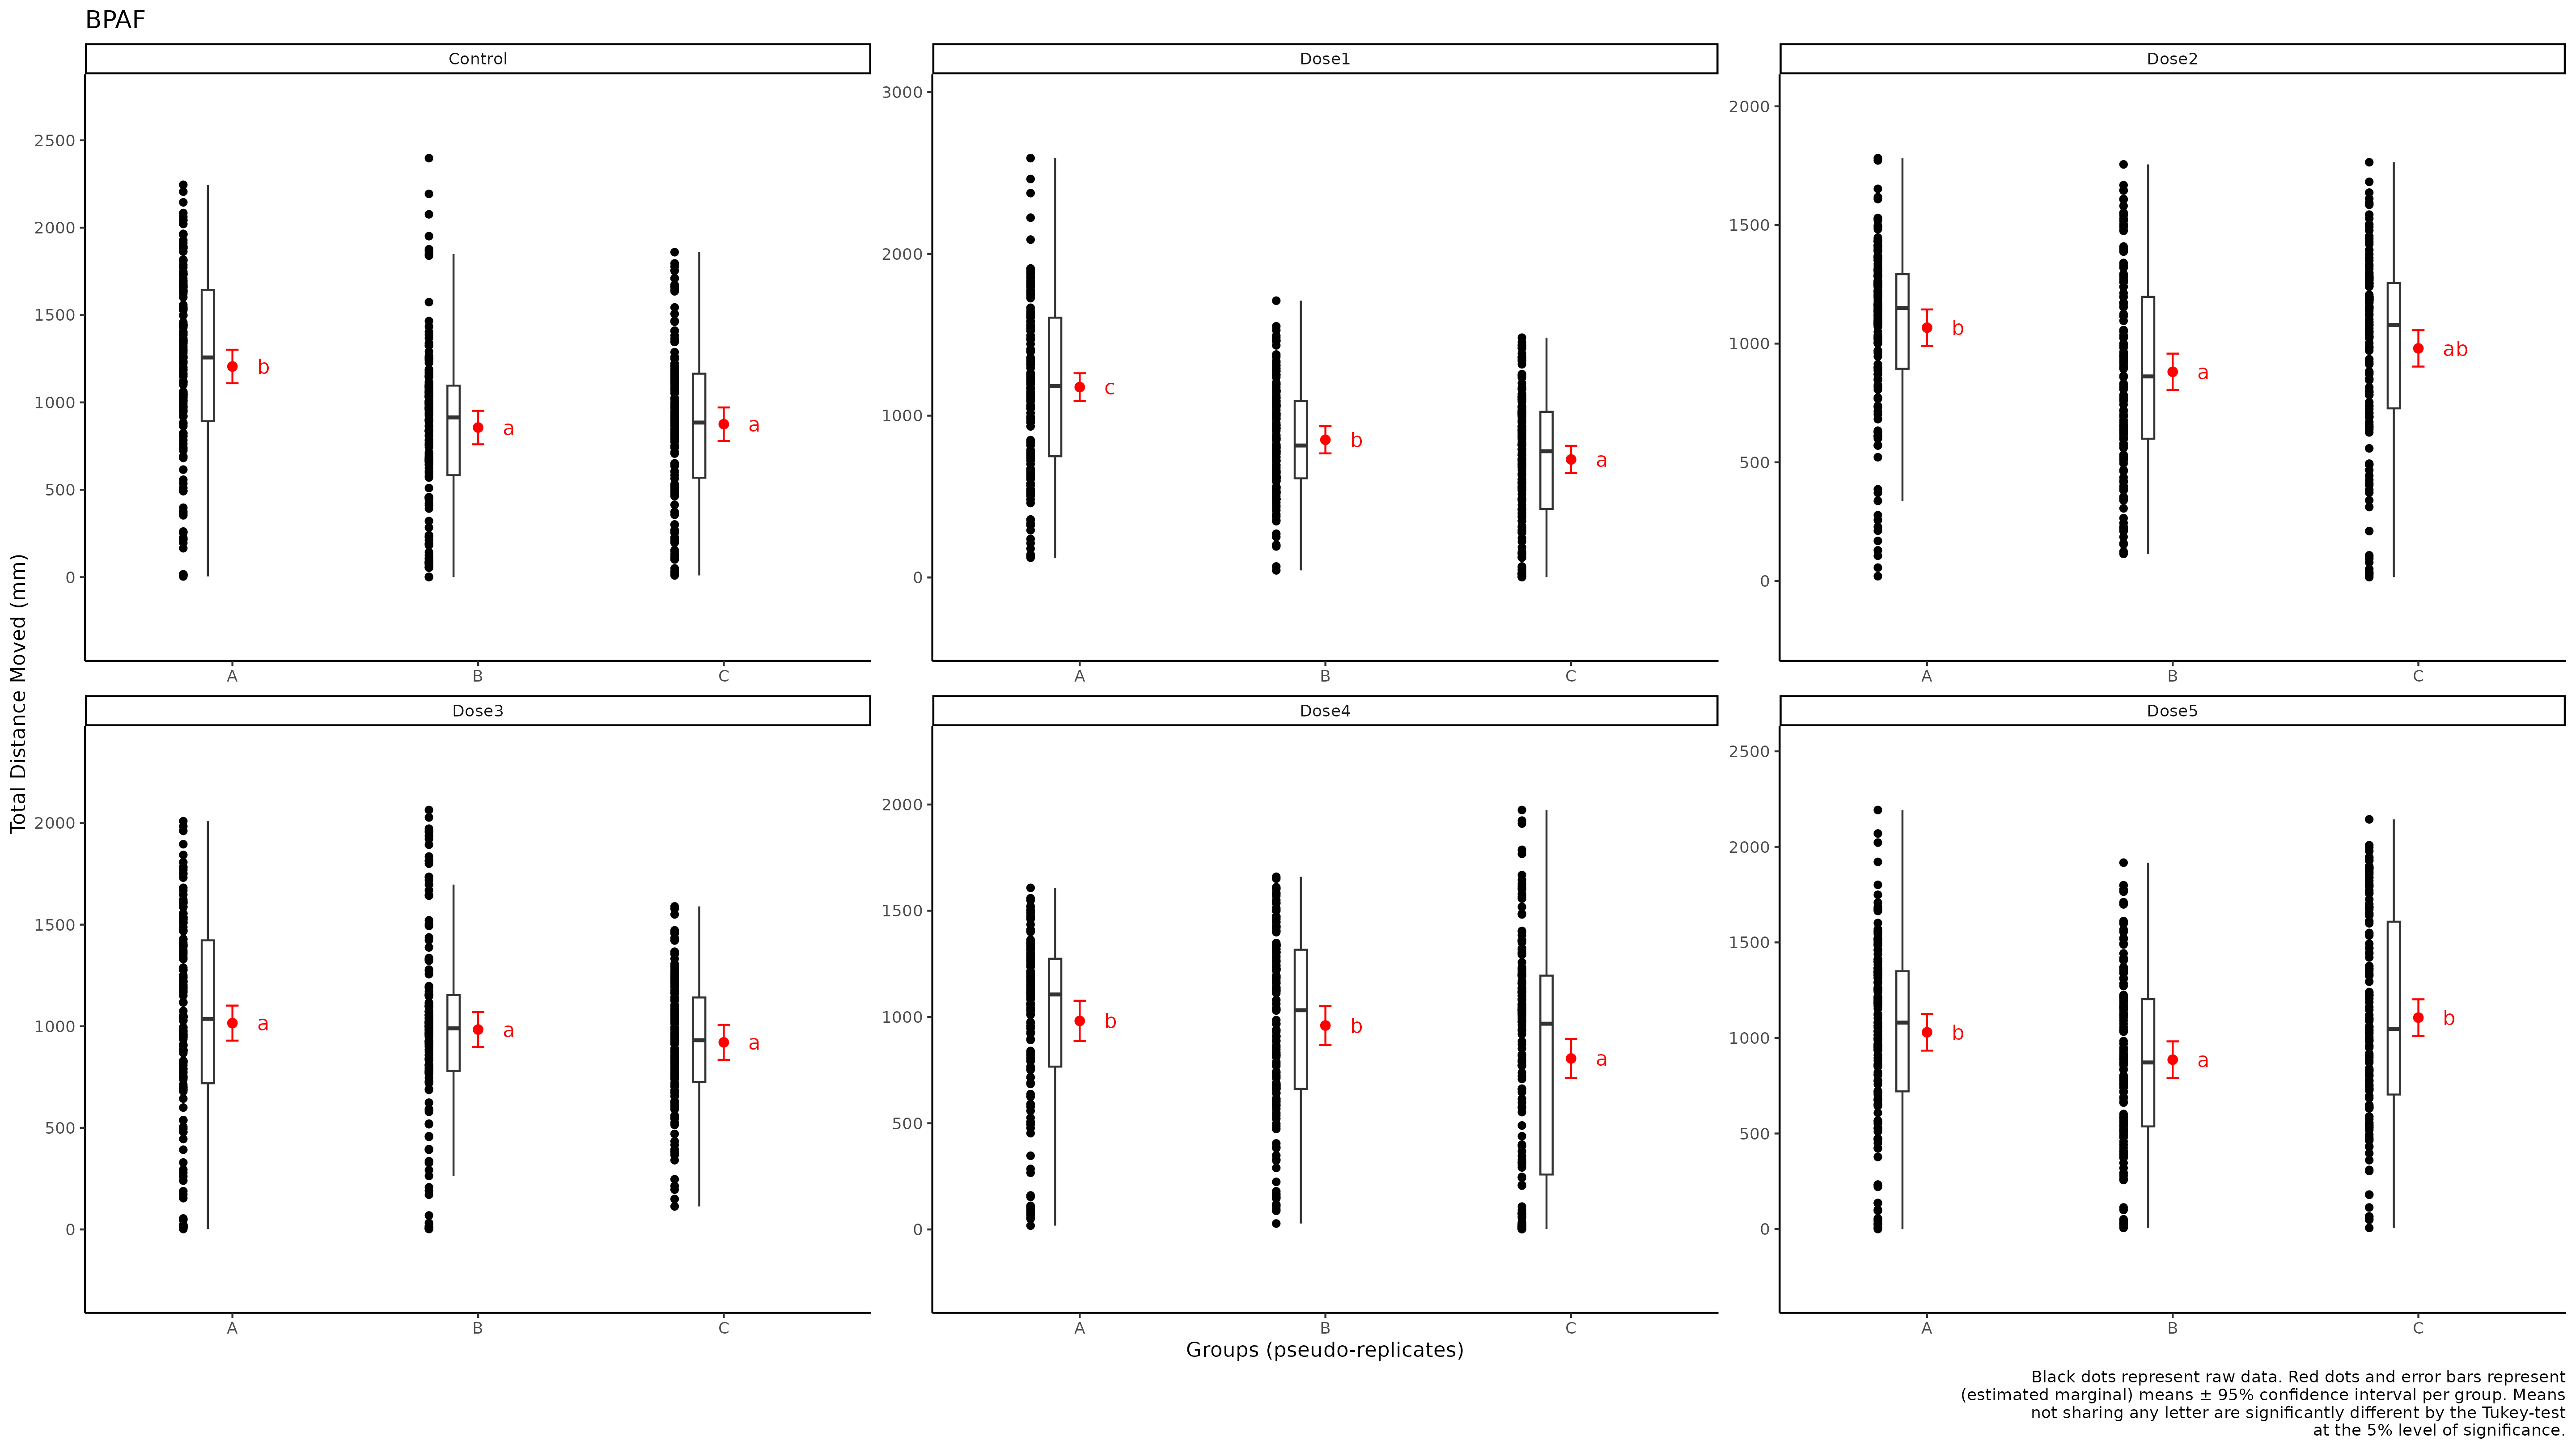 BPAF
Control
Dose1
Dose2
Total Distance Moved (mm)
2500
2000
1500
1000
500
0
b
a
a
A
B
C
3000
2000
1000
0
c
b
a
A
B
C
2000
1500
1000
500
0
b
a
ab
A
B
C
Dose3
Dose4
Dose5
2000
1500
1000
500
0
a
a
a
A
B
C
2000
1500
1000
500
0
b
b
a
A
B
C
2500
2000
1500
1000
500
0
b
a
b
A
B
C
Groups (pseudo-replicates)
Black dots represent raw data. Red dots and error bars represent
(estimated marginal) means ± 95% confidence interval per group. Means
not sharing any letter are significantly different by the Tukey-test
at the 5% level of significance.